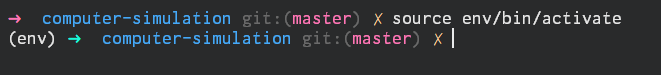 ➜  computer-simulation git:(master) ✗ source env/bin/activate
(env) ➜  computer-simulation git:(master) ✗